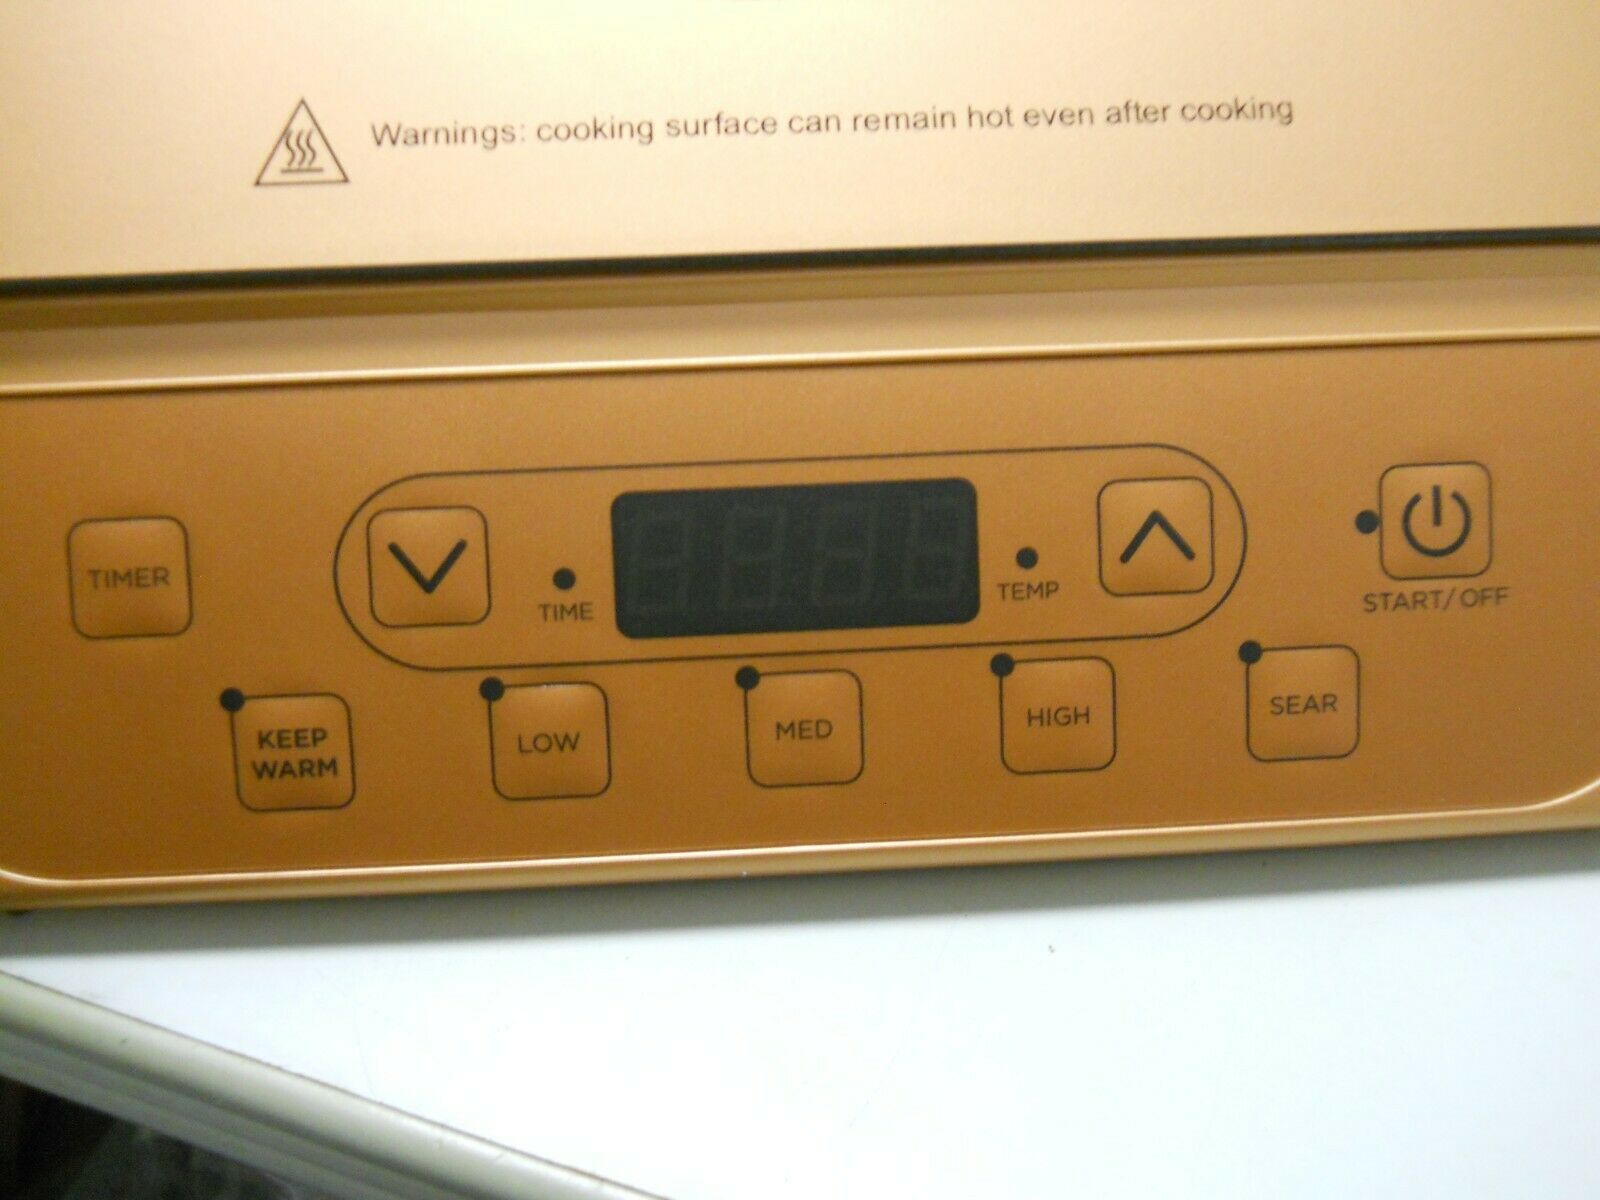 Warnings: cooking surface can remain hot even after cooking
TIMER
TIME
TEMP
START/OFF
KEEP
WARM
LOW
MED
HIGH
SEAR